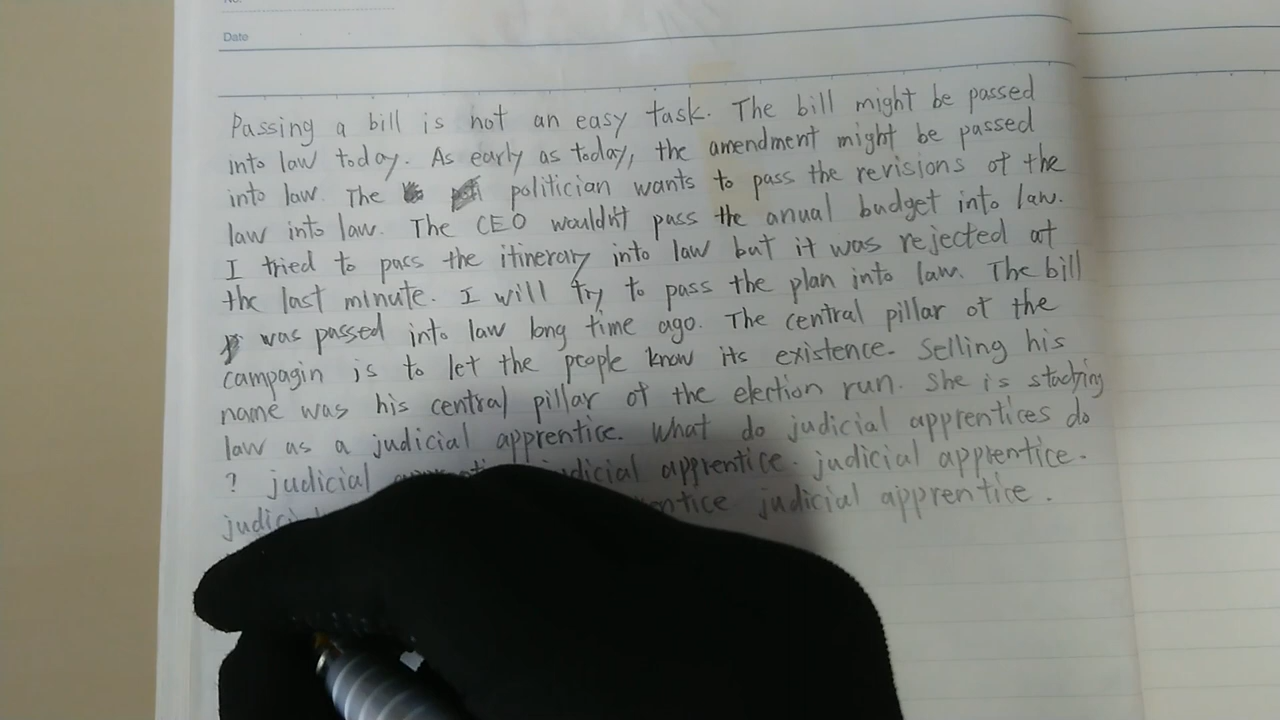 No.
Date
Passing a bill is not an easy task. The bill might be passed
into law today. As early as today, the amendment might be passed
into law. The politician wants to pass the revisions of the
law into law. The CEO wouldn't pass the anual budget into law.
I tried to pass the itinerary into law but it was rejected at
the last minute. I will try to pass the plan into law. The bill
was passed into law long time ago. The central pillar of the
campagin is to let the people know its existence. Selling his
name was his central pillar of the election run. She is studying
law as a judicial apprentice. What do judicial apprentices do
? judicial judicial apprentice. judicial apprentice.
judicial apprentice.